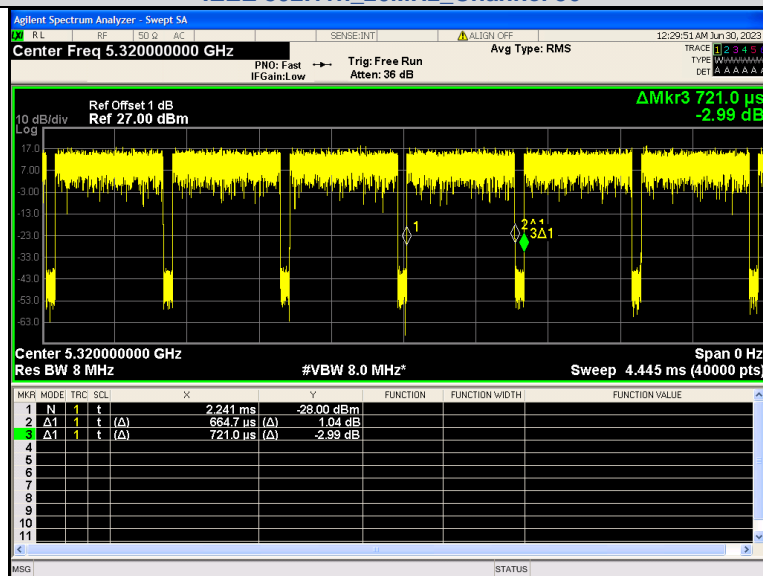 Agilent Spectrum Analyzer - Swept SA
LXI RL RF 50 Ω AC SENSE:INT ALIGN OFF 12:29:51 AM Jun 30, 2023
Center Freq 5.320000000 GHz
Avg Type: RMS
TRACE 1 2 3 4 5
PNO: Fast
Trig: Free Run
TYPE
IFGain:Low
Atten: 36 dB
DET A A A A A
ΔMkr3 721.0 µs
-2.99 dB
Ref Offset 1 dB
10 dB/div Ref 27.00 dBm
Log
17.0
7.00
-3.00
-13.0
-23.0
-33.0
-43.0
-53.0
-63.0
1
3Δ1
Center 5.320000000 GHz Span 0 Hz
Res BW 8 MHz #VBW 8.0 MHz* Sweep 4.445 ms (40000 pts)
MKR MODE TRC SCL X Y FUNCTION FUNCTION WIDTH FUNCTION VALUE
1 N 1 t 2.241 ms -28.00 dBm
2 Δ1 1 t (Δ) 664.7 µs (Δ) 1.04 dB
3 Δ1 1 t (Δ) 721.0 µs (Δ) -2.99 dB
4
5
6
7
8
9
10
11
MSG STATUS